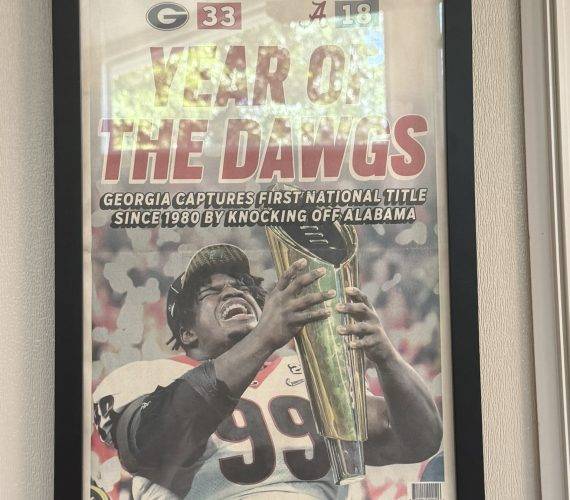 G 33 A 18
YEAR OF
THE DAWGS
GEORGIA CAPTURES FIRST NATIONAL TITLE
SINCE 1980 BY KNOCKING OFF ALABAMA
99